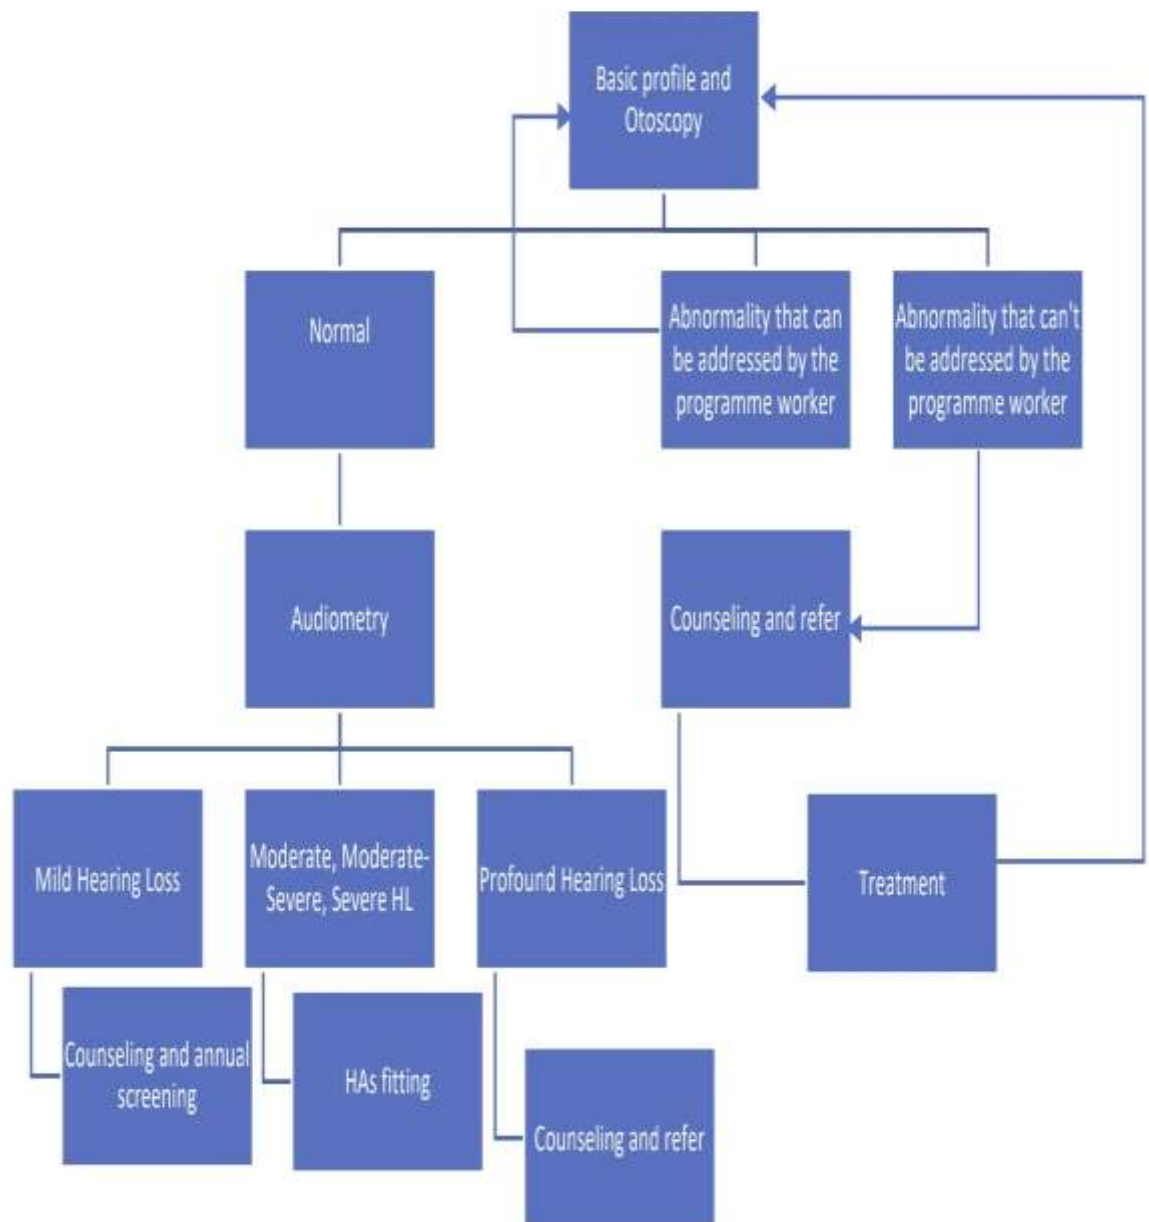 Basic profile and
Otoscopy
Normal
Abnormality that can
be addressed by the
programme worker
Abnormality that can't
be addressed by the
programme worker
Audiometry
Counseling and refer
Mild Hearing Loss
Moderate, Moderate-
Severe, Severe HL
Profound Hearing Loss
Treatment
Counseling and annual
screening
HAs fitting
Counseling and refer